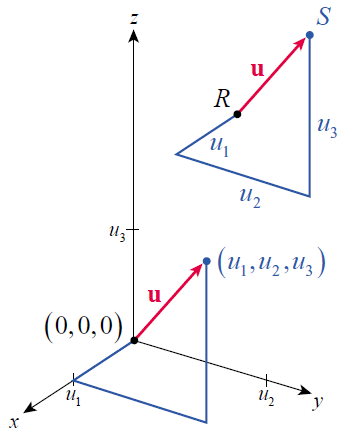 z
S
u
R
u₃
u₁
u₂
u₃
(u₁,u₂,u₃)
u
(0,0,0)
u₁
u₂
x
y